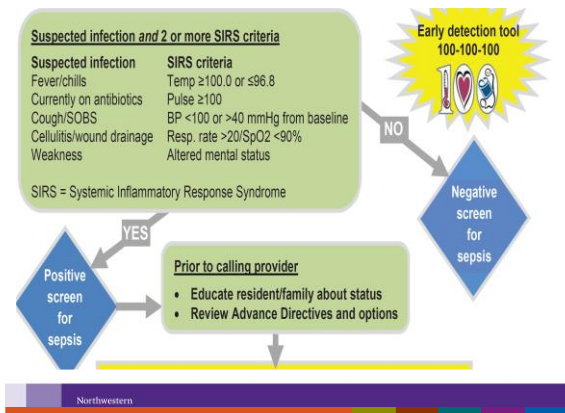 Suspected infection and 2 or more SIRS criteria
Suspected infection SIRS criteria
Fever/chills Temp ≥100.0 or ≤96.8
Currently on antibiotics Pulse ≥100
Cough/SOBS BP <100 or >40 mmHg from baseline
Cellulitis/wound drainage Resp. rate >20/SpO2 <90%
Weakness Altered mental status
SIRS = Systemic Inflammatory Response Syndrome
Early detection tool
100-100-100
100
NO
Negative
screen
for
sepsis
YES
Positive
screen
for
sepsis
Prior to calling provider
• Educate resident/family about status
• Review Advance Directives and options
Northwestern